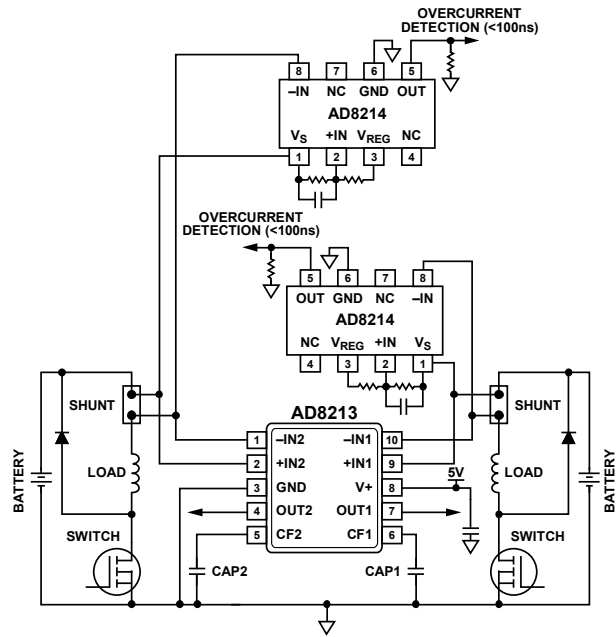 OVERCURRENT
DETECTION (<100ns)
8 7 6 5
–IN NC GND OUT
AD8214
VS +IN VREG NC
1 2 3 4
OVERCURRENT
DETECTION (<100ns)
5 6 7 8
OUT GND NC –IN
AD8214
NC VREG +IN VS
4 3 2 1
SHUNT
SHUNT
AD8213
1 –IN2 –IN1 10
2 +IN2 +IN1 9
3 GND V+ 8
4 OUT2 OUT1 7
5 CF2 CF1 6
5V
BATTERY
LOAD
LOAD
BATTERY
SWITCH
SWITCH
CAP2
CAP1